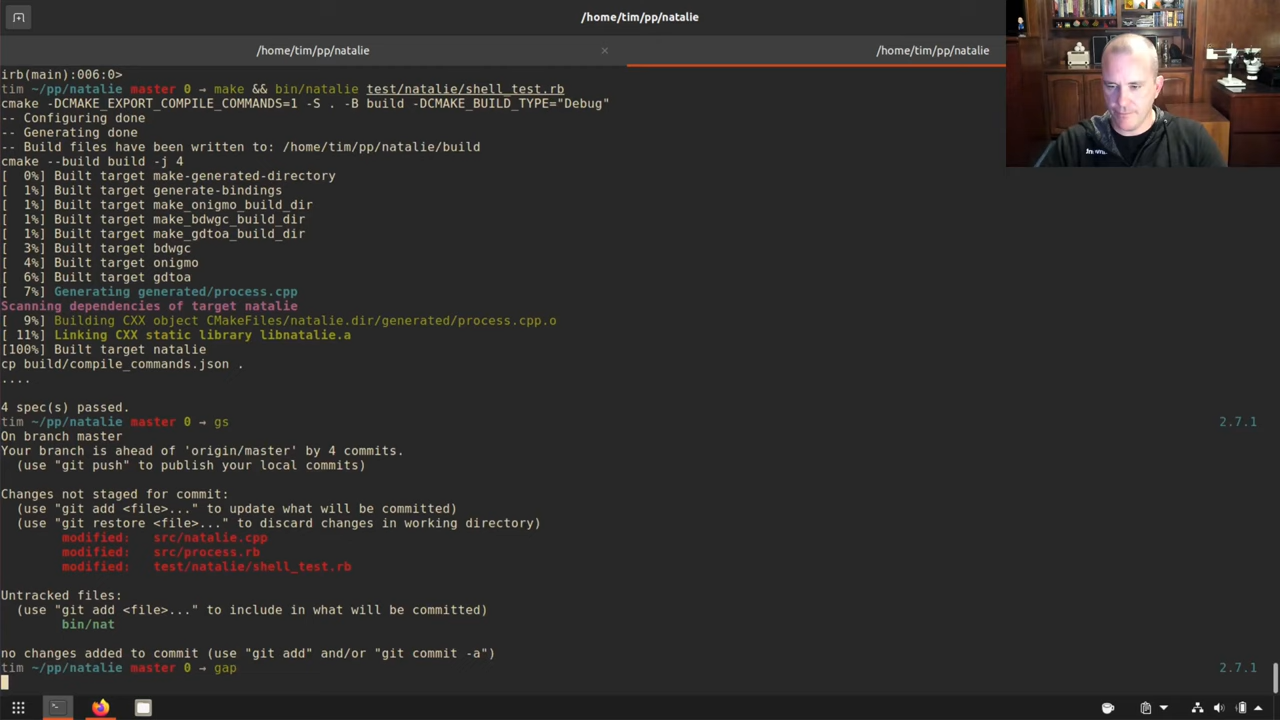 /home/tim/pp/natalie
/home/tim/pp/natalie × /home/tim/pp/natalie
irb(main):006:0>
tim ~/pp/natalie master 0 → make && bin/natalie test/natalie/shell_test.rb
cmake -DCMAKE_EXPORT_COMPILE_COMMANDS=1 -S . -B build -DCMAKE_BUILD_TYPE="Debug"
-- Configuring done
-- Generating done
-- Build files have been written to: /home/tim/pp/natalie/build
cmake --build build -j 4
[  0%] Built target make-generated-directory
[  1%] Built target generate-bindings
[  1%] Built target make_onigmo_build_dir
[  1%] Built target make_bdwgc_build_dir
[  1%] Built target make_gdtoa_build_dir
[  3%] Built target bdwgc
[  4%] Built target onigmo
[  6%] Built target gdtoa
[  7%] Generating generated/process.cpp
Scanning dependencies of target natalie
[  9%] Building CXX object CMakeFiles/natalie.dir/generated/process.cpp.o
[ 11%] Linking CXX static library libnatalie.a
[100%] Built target natalie
cp build/compile_commands.json .
....
4 spec(s) passed.
tim ~/pp/natalie master 0 → gs 2.7.1
On branch master
Your branch is ahead of 'origin/master' by 4 commits.
(use "git push" to publish your local commits)
Changes not staged for commit:
(use "git add <file>..." to update what will be committed)
(use "git restore <file>..." to discard changes in working directory)
modified:   src/natalie.cpp
modified:   src/process.rb
modified:   test/natalie/shell_test.rb
Untracked files:
(use "git add <file>..." to include in what will be committed)
bin/nat
no changes added to commit (use "git add" and/or "git commit -a")
tim ~/pp/natalie master 0 → gap 2.7.1